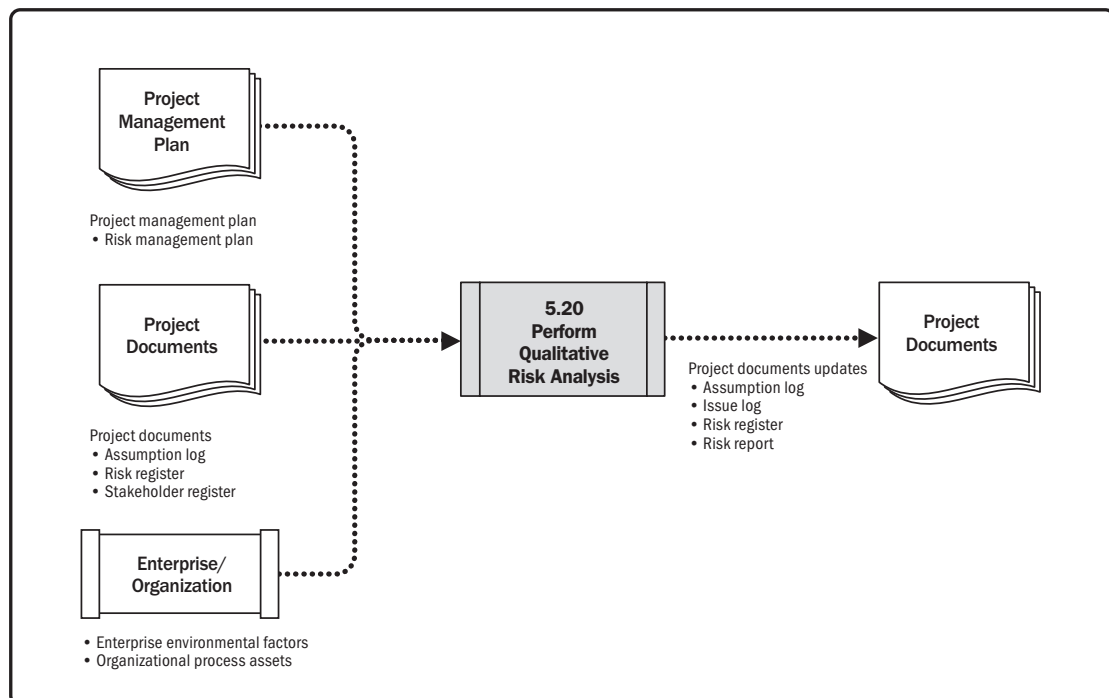 Project
Management
Plan
Project management plan
• Risk management plan
Project
Documents
Project documents
• Assumption log
• Risk register
• Stakeholder register
Enterprise/
Organization
• Enterprise environmental factors
• Organizational process assets
5.20
Perform
Qualitative
Risk Analysis
Project documents updates
• Assumption log
• Issue log
• Risk register
• Risk report
Project
Documents